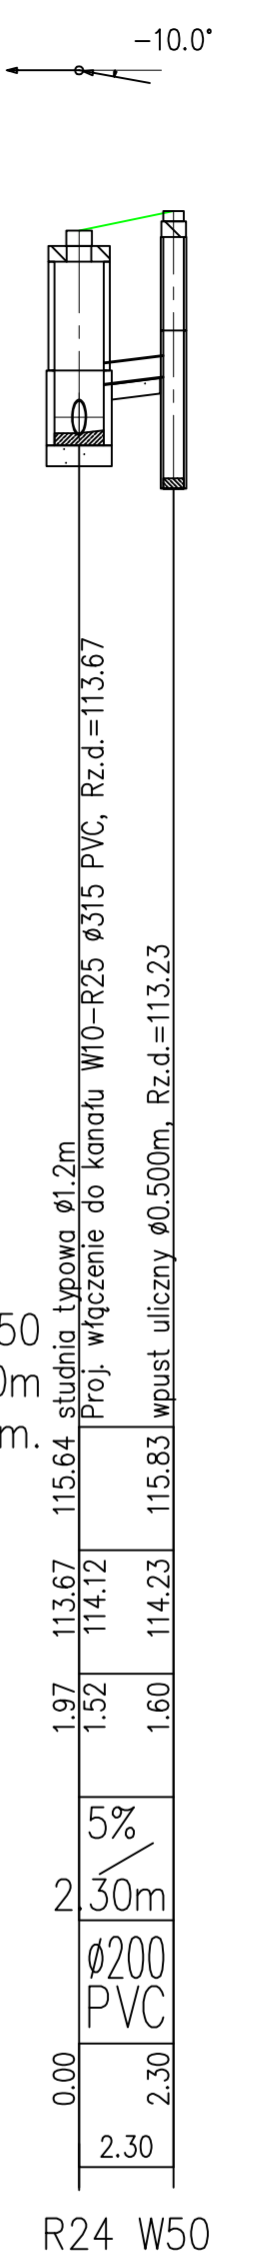 -10.0°
studnia typowa ø1.2m
Proj. włączenie do kanału W10-R25 ø315 PVC, Rz.d.=113.67
wpust uliczny ø0.500m, Rz.d.=113.23
50
0m
m.
115.64
115.83
113.67
114.12
114.23
1.97
1.52
1.60
5%
2.30m
ø200
PVC
0.00
2.30
2.30
R24 W50